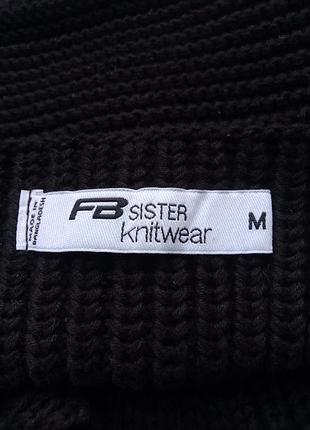 MADE IN
BANGLADESH
FB SISTER
knitwear
M